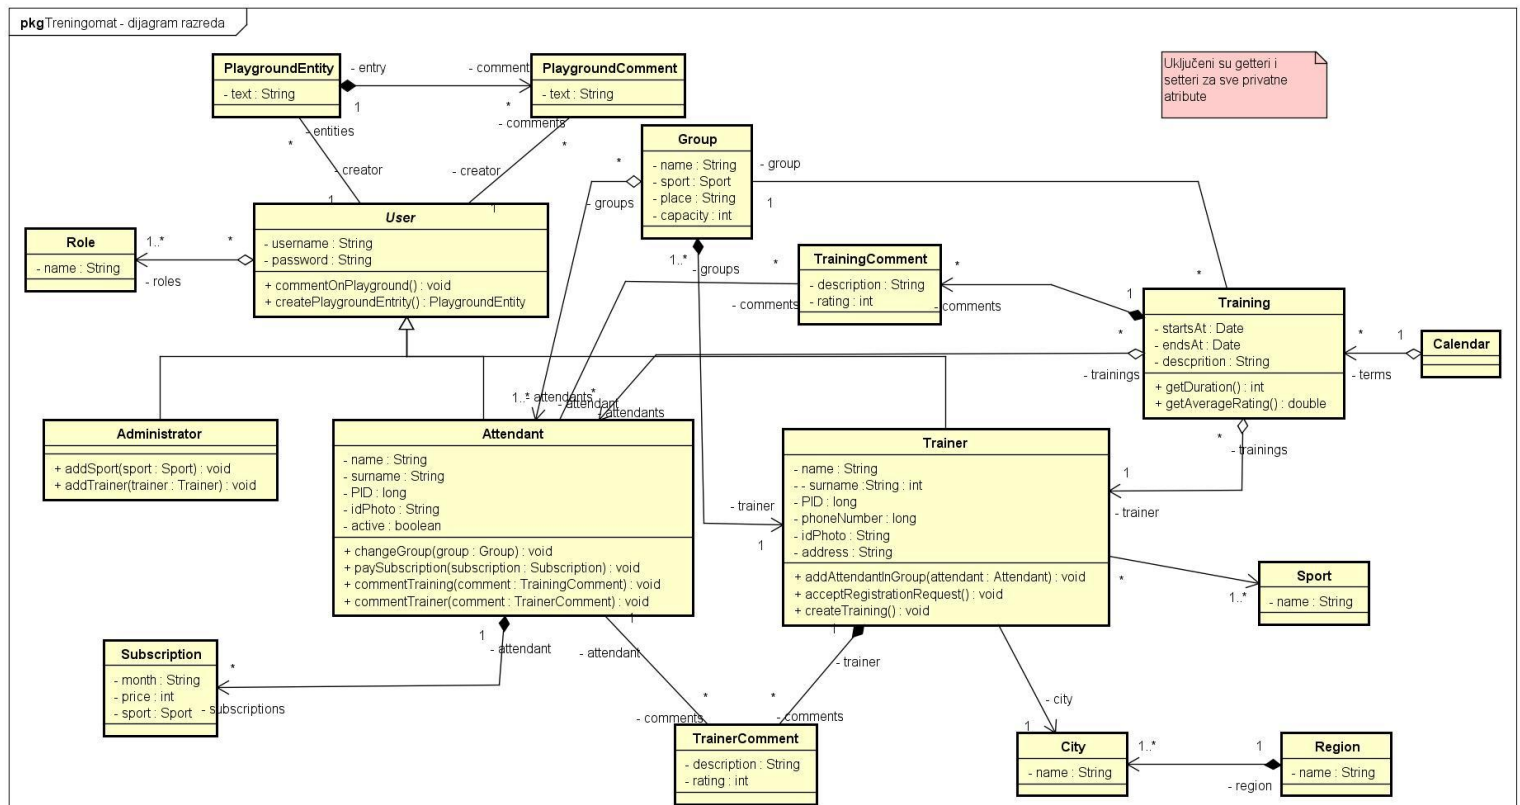 pkg Treningomat - dijagram razreda
PlaygroundEntity
- text : String
- entry
1
- comment
*
PlaygroundComment
- text : String
Uključeni su getteri i
setteri za sve privatne
atribute
- entities
*
- creator
1
- comments
*
- creator
1
Group
- name : String
- sport : Sport
- place : String
- capacity : int
*
- groups
- group
1
*
User
- username : String
- password : String
+ commentOnPlayground() : void
+ createPlaygroundEntrity() : PlaygroundEntity
Role
- name : String
1..*
- roles
*
1..*
- groups
*
- comments
TrainingComment
- description : String
- rating : int
*
- comments
1
*
- trainings
Training
- startsAt : Date
- endsAt : Date
- descprition : String
+ getDuration() : int
+ getAverageRating() : double
*
- terms
1
Calendar
1..*
- attendants
- attendant
*
- attendants
*
- trainings
1
- trainer
Administrator
+ addSport(sport : Sport) : void
+ addTrainer(trainer : Trainer) : void
Attendant
- name : String
- surname : String
- PID : long
- idPhoto : String
- active : boolean
+ changeGroup(group : Group) : void
+ paySubscription(subscription : Subscription) : void
+ commentTraining(comment : TrainingComment) : void
+ commentTrainer(comment : TrainerComment) : void
- trainer
1
Trainer
- name : String
- - surname :String : int
- PID : long
- phoneNumber : long
- idPhoto : String
- address : String
+ addAttendantInGroup(attendant : Attendant) : void
+ acceptRegistrationRequest() : void
+ createTraining() : void
*
1..*
Sport
- name : String
1
- attendant
*
- subscriptions
Subscription
- month : String
- price : int
- sport : Sport
1
- attendant
*
- comments
1
- trainer
*
- comments
TrainerComment
- description : String
- rating : int
- city
1
City
- name : String
1..*
1
- region
Region
- name : String